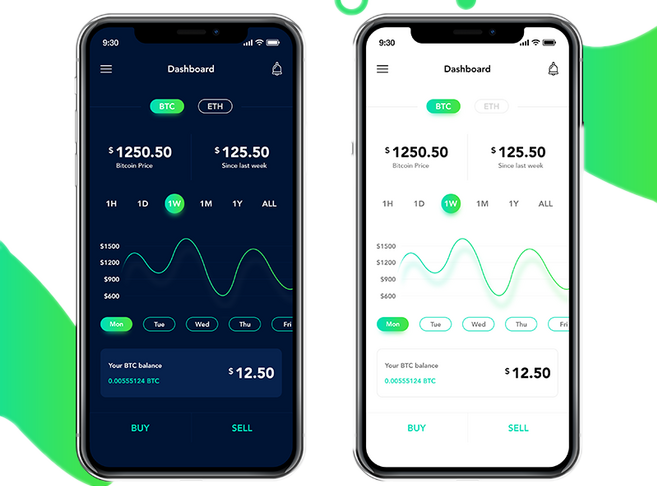 9:30
Dashboard
BTC ETH
$ 1250.50 $ 125.50
Bitcoin Price Since last week
1H 1D 1W 1M 1Y ALL
$1500
$1200
$900
$600
Mon Tue Wed Thu Fri
Your BTC balance
0.00555124 BTC
$ 12.50
BUY SELL
9:30
Dashboard
BTC ETH
$ 1250.50 $ 125.50
Bitcoin Price Since last week
1H 1D 1W 1M 1Y ALL
$1500
$1200
$900
$600
Mon Tue Wed Thu Fri
Your BTC balance
0.00555124 BTC
$ 12.50
BUY SELL